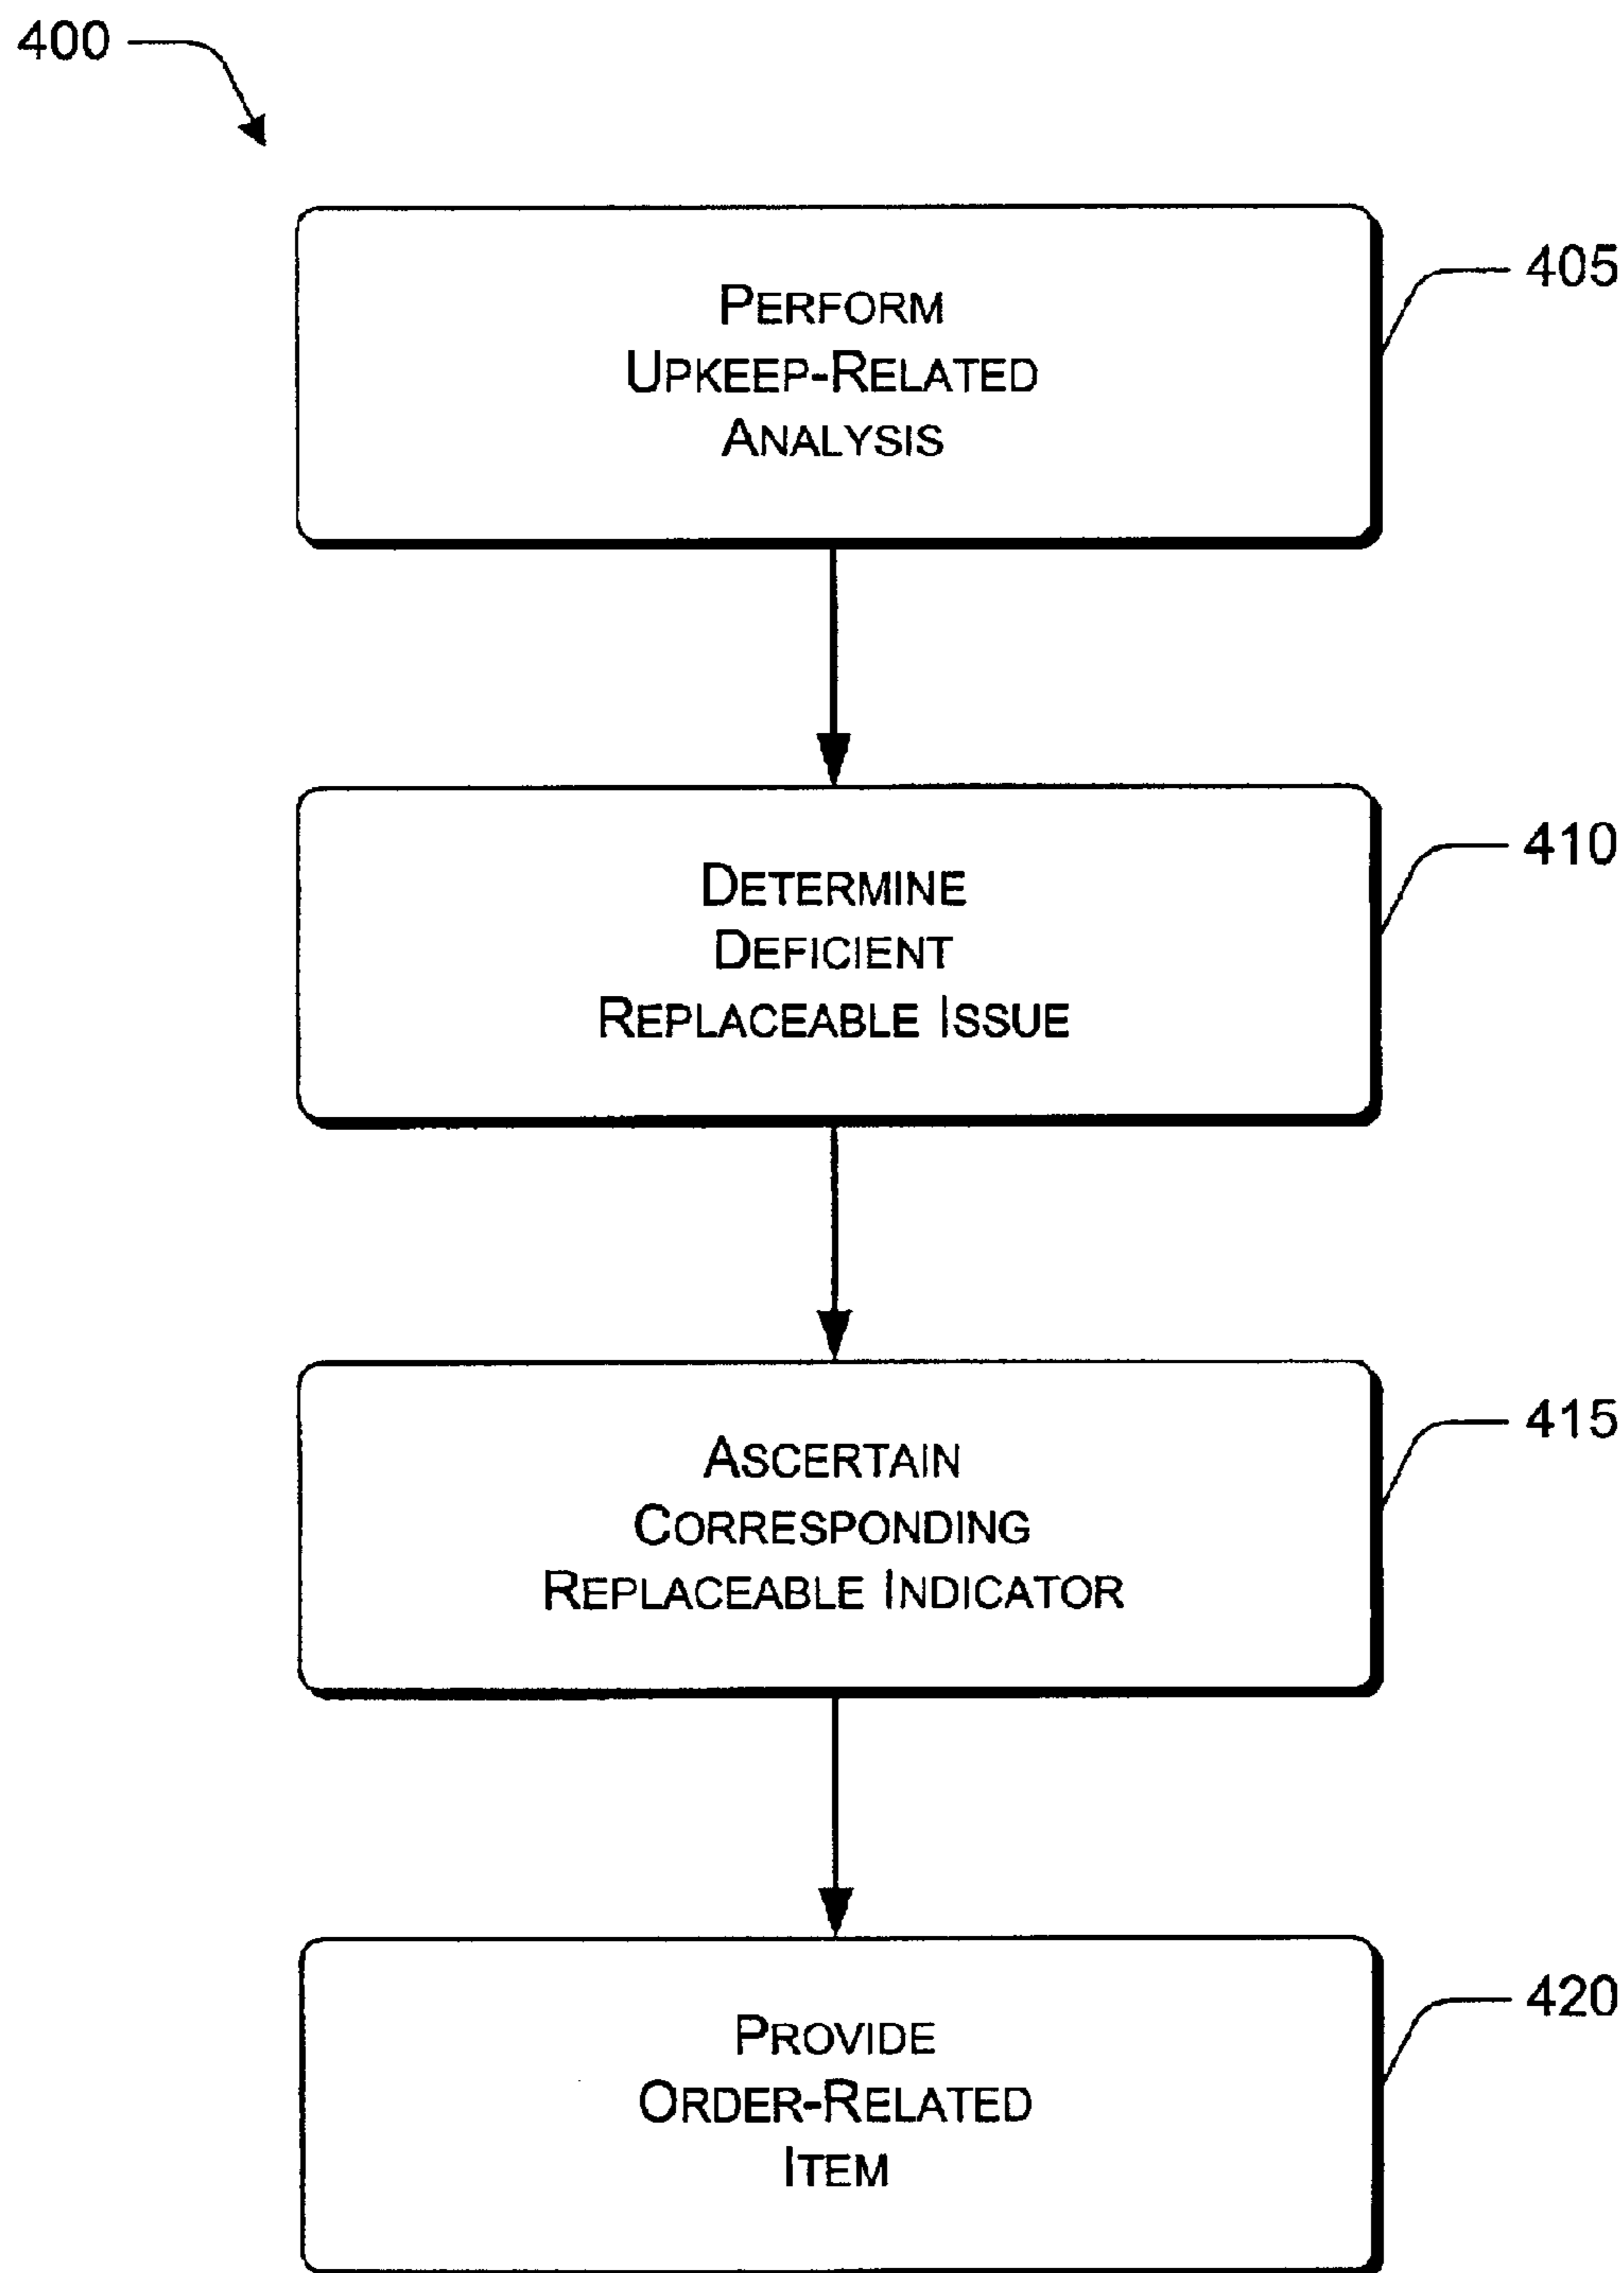 400
PERFORM
UPKEEP-RELATED
ANALYSIS
405
DETERMINE
DEFICIENT
REPLACEABLE ISSUE
410
ASCERTAIN
CORRESPONDING
REPLACEABLE INDICATOR
415
PROVIDE
ORDER-RELATED
ITEM
420